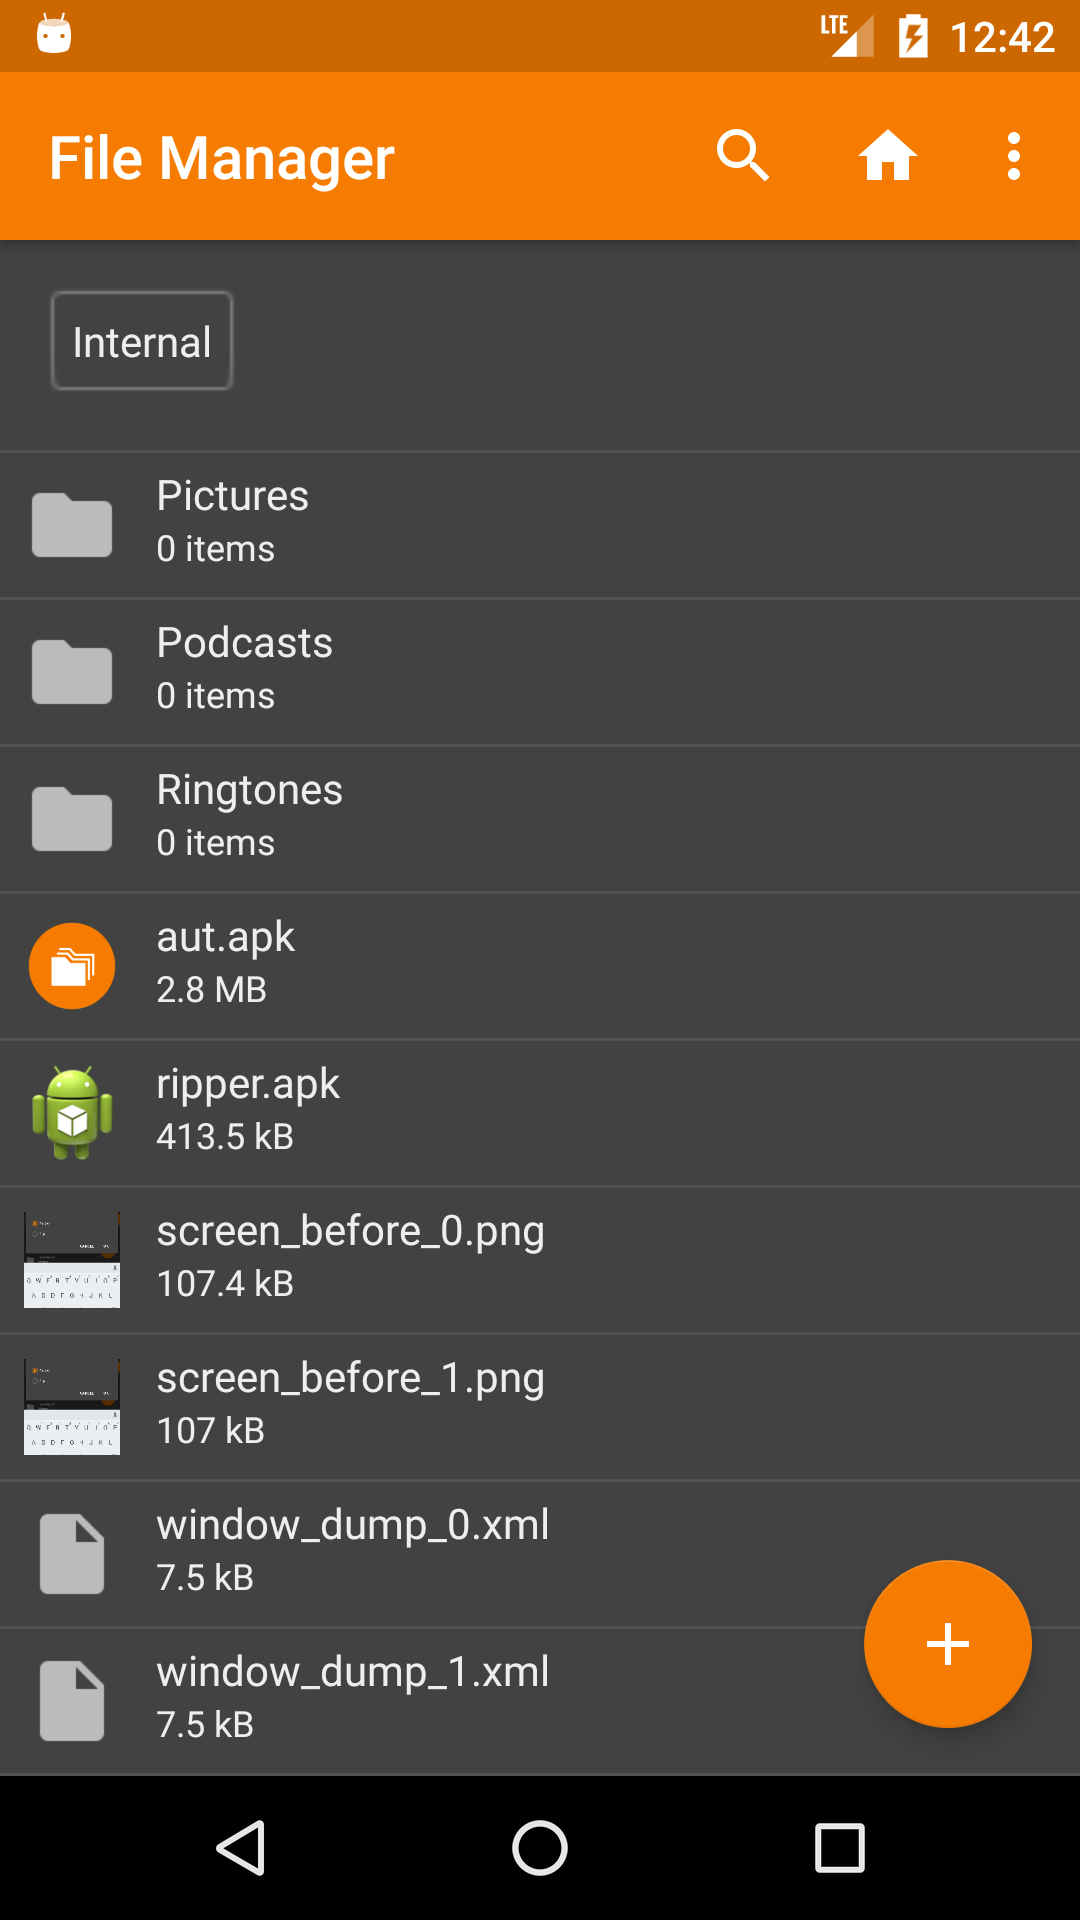 LTE 12:42
File Manager
Internal
Pictures
0 items
Podcasts
0 items
Ringtones
0 items
aut.apk
2.8 MB
ripper.apk
413.5 kB
screen_before_0.png
107.4 kB
screen_before_1.png
107 kB
window_dump_0.xml
7.5 kB
window_dump_1.xml
7.5 kB